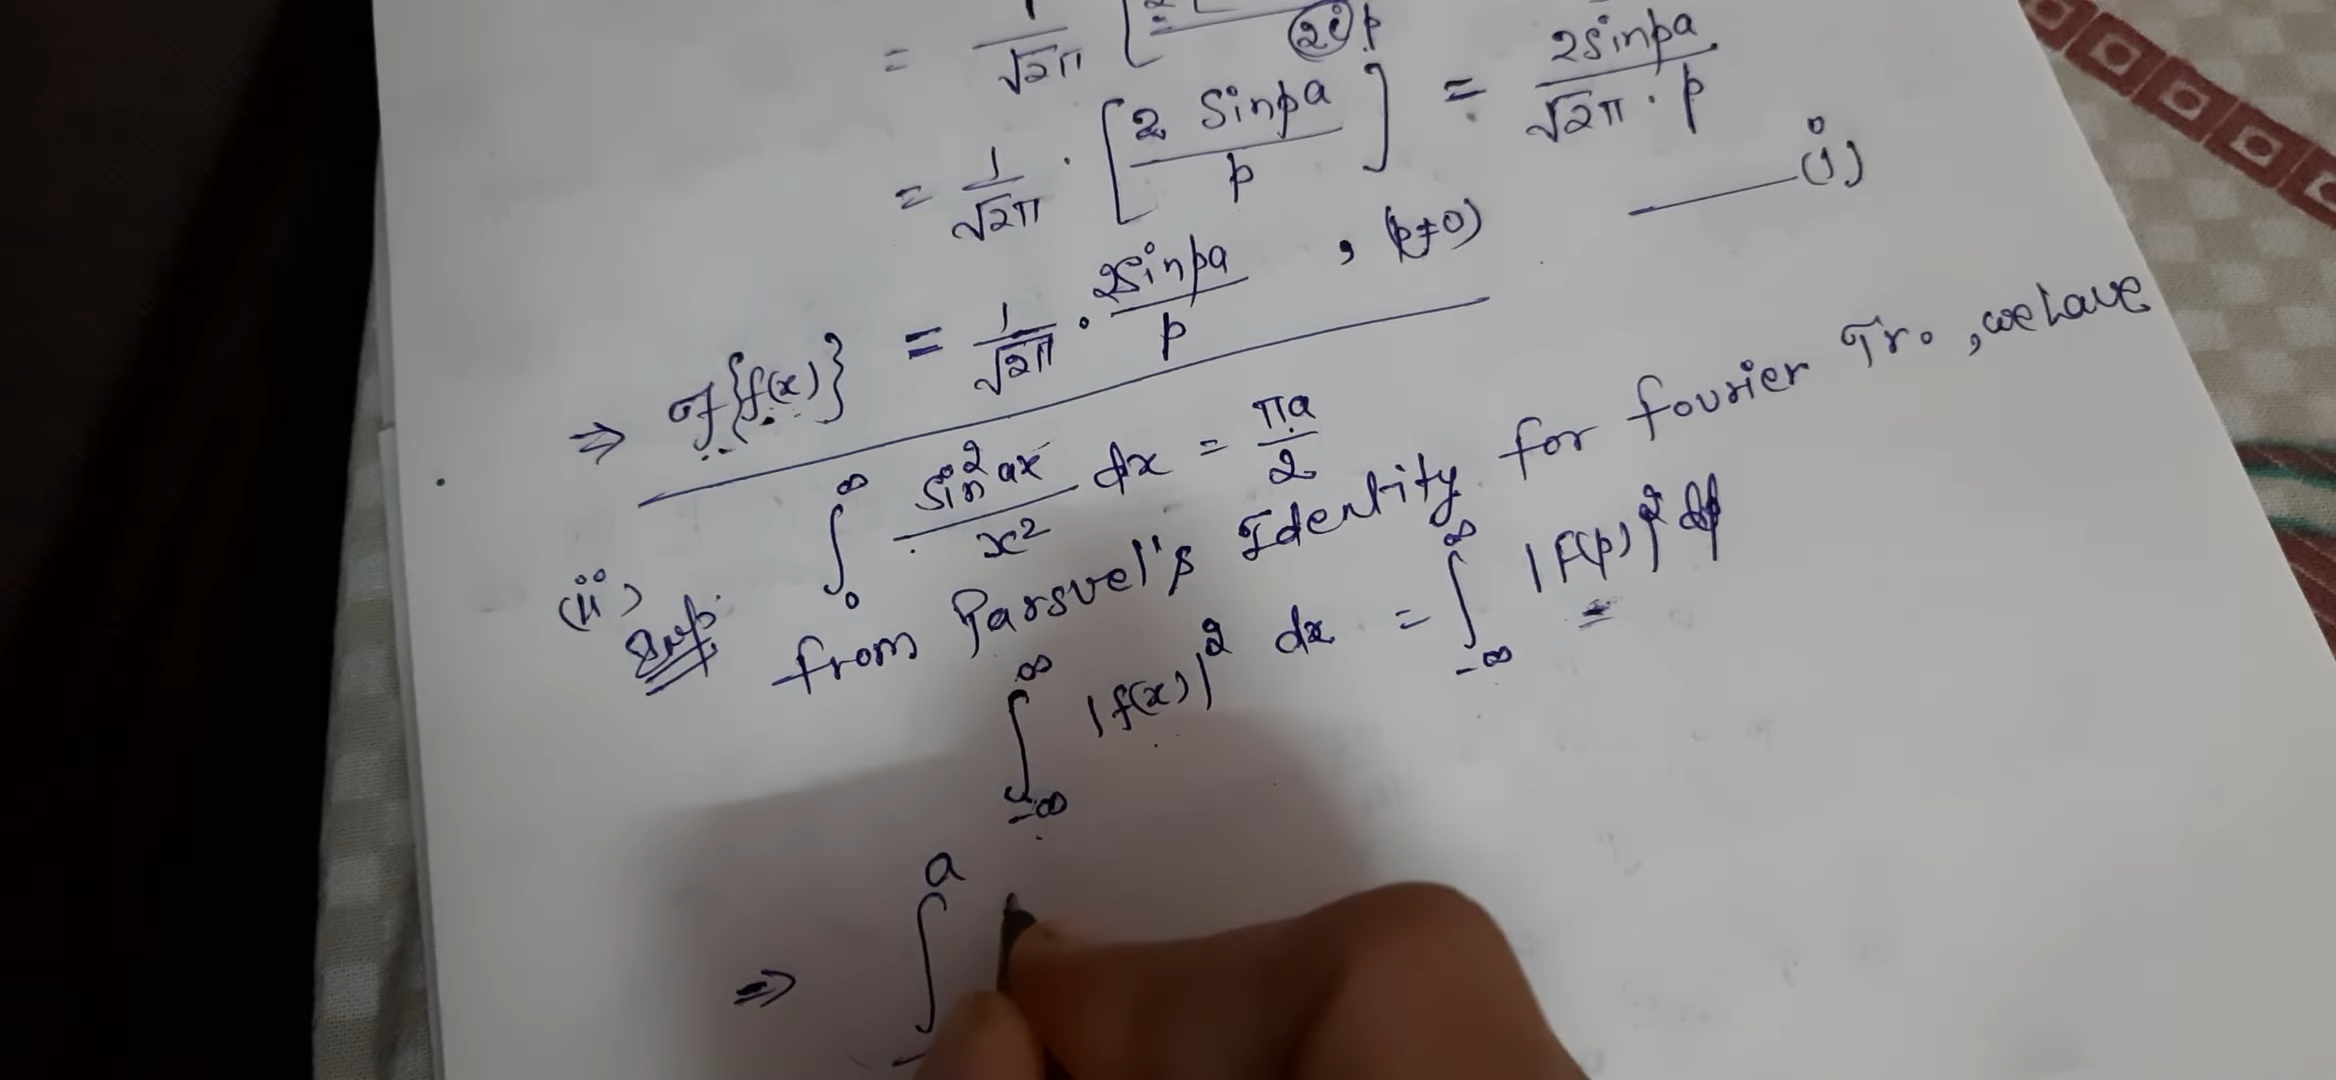 = 1/√2π [ 2i p
= 1/√2π · [2 Sinpa / p] = 2Sinpa / √2π · p
(i)
⇒ F{f(x)} = 1/√2π · 2Sinpa / p , (p≠0)
(ii) ∫₀^∞ Sin²ax / x² dx = πa/2
from Parsvel's Identity for fourier Tr. , we have
∫₋∞^∞ |f(x)|² dx = ∫₋∞^∞ |F(p)|² dp
⇒ ∫^a